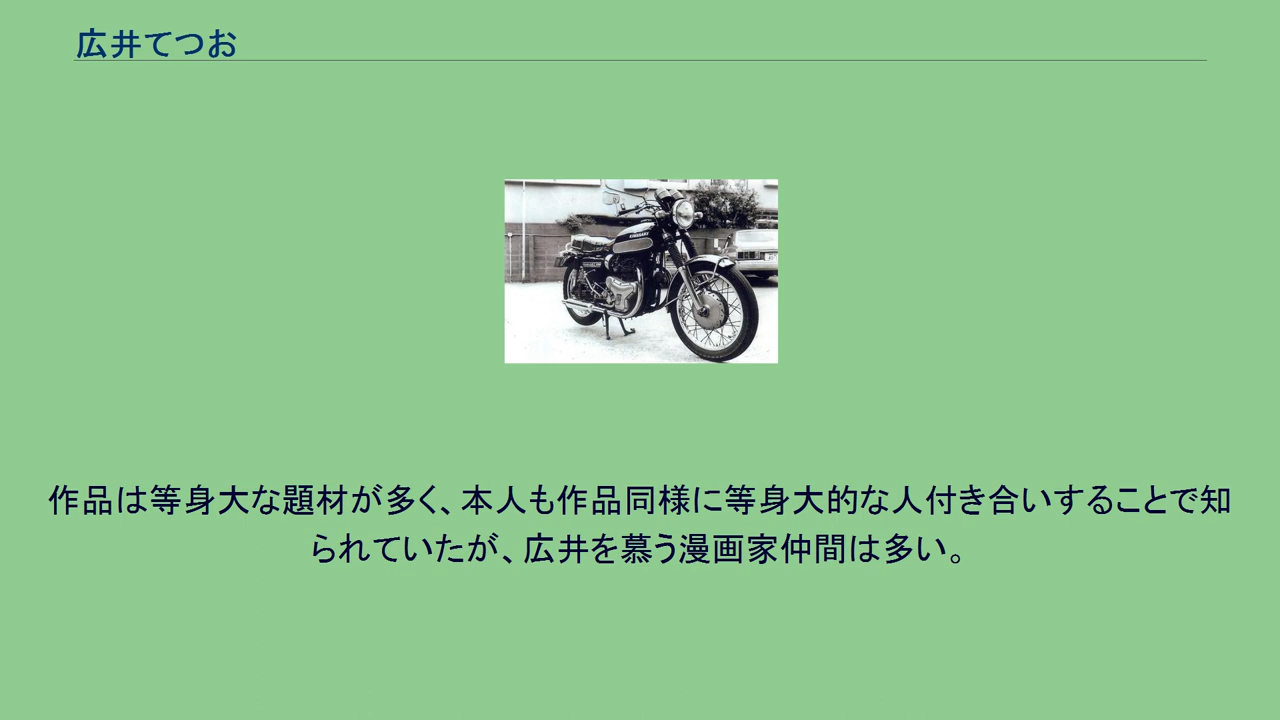 広井てつお
作品は等身大な題材が多く、本人も作品同様に等身大的な人付き合いすることで知
られていたが、広井を慕う漫画家仲間は多い。